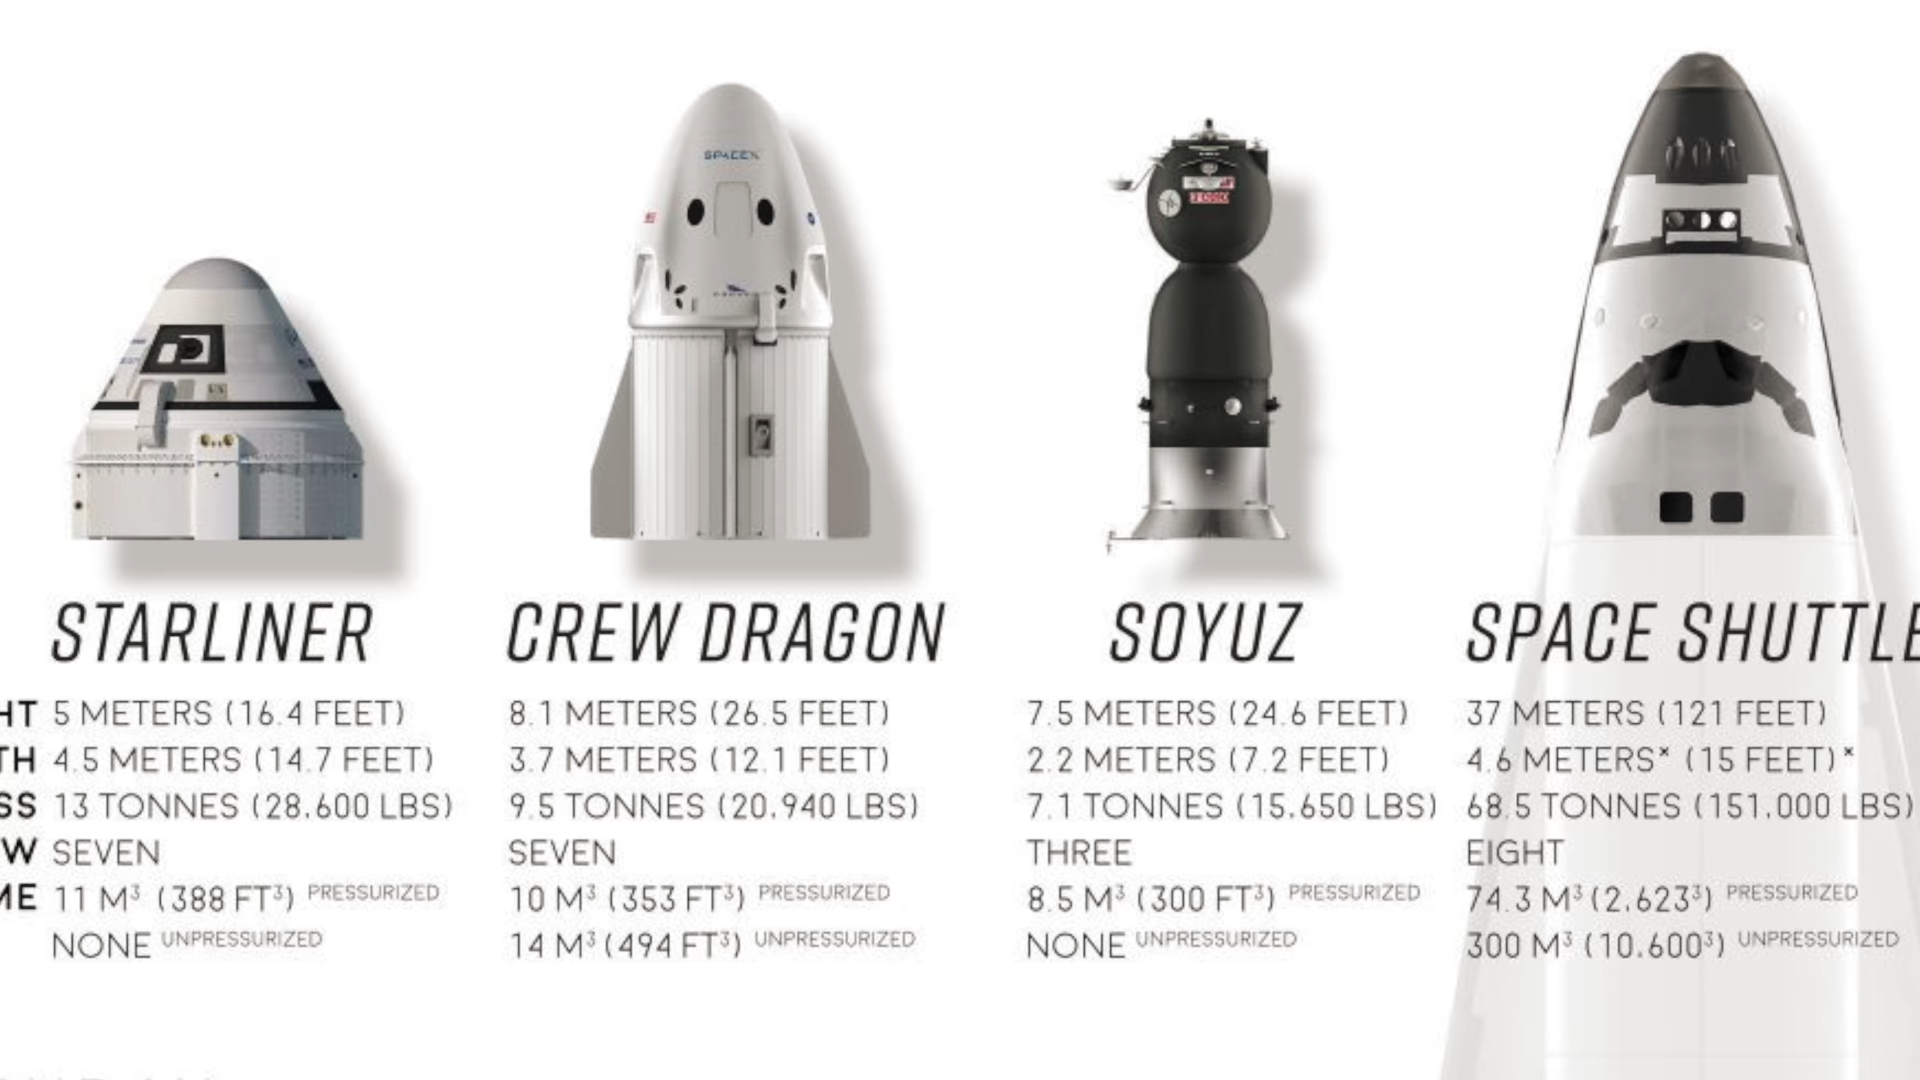 SPACEX
STARLINER CREW DRAGON SOYUZ SPACE SHUTTLE
HT 5 METERS (16.4 FEET) 8.1 METERS (26.5 FEET) 7.5 METERS (24.6 FEET) 37 METERS (121 FEET)
TH 4.5 METERS (14.7 FEET) 3.7 METERS (12.1 FEET) 2.2 METERS (7.2 FEET) 4.6 METERS* (15 FEET)*
SS 13 TONNES (28,600 LBS) 9.5 TONNES (20,940 LBS) 7.1 TONNES (15,650 LBS) 68.5 TONNES (151,000 LBS)
W SEVEN SEVEN THREE EIGHT
ME 11 M³ (388 FT³) PRESSURIZED 10 M³ (353 FT³) PRESSURIZED 8.5 M³ (300 FT³) PRESSURIZED 74.3 M³ (2,623³) PRESSURIZED
NONE UNPRESSURIZED 14 M³ (494 FT³) UNPRESSURIZED NONE UNPRESSURIZED 300 M³ (10,600³) UNPRESSURIZED